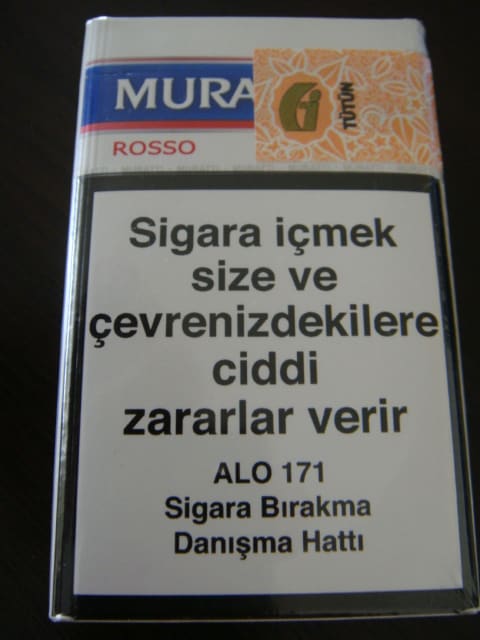 MURA
TÜTÜN
ROSSO
Sigara içmek
size ve
çevrenizdekilere
ciddi
zararlar verir
ALO 171
Sigara Bırakma
Danışma Hattı